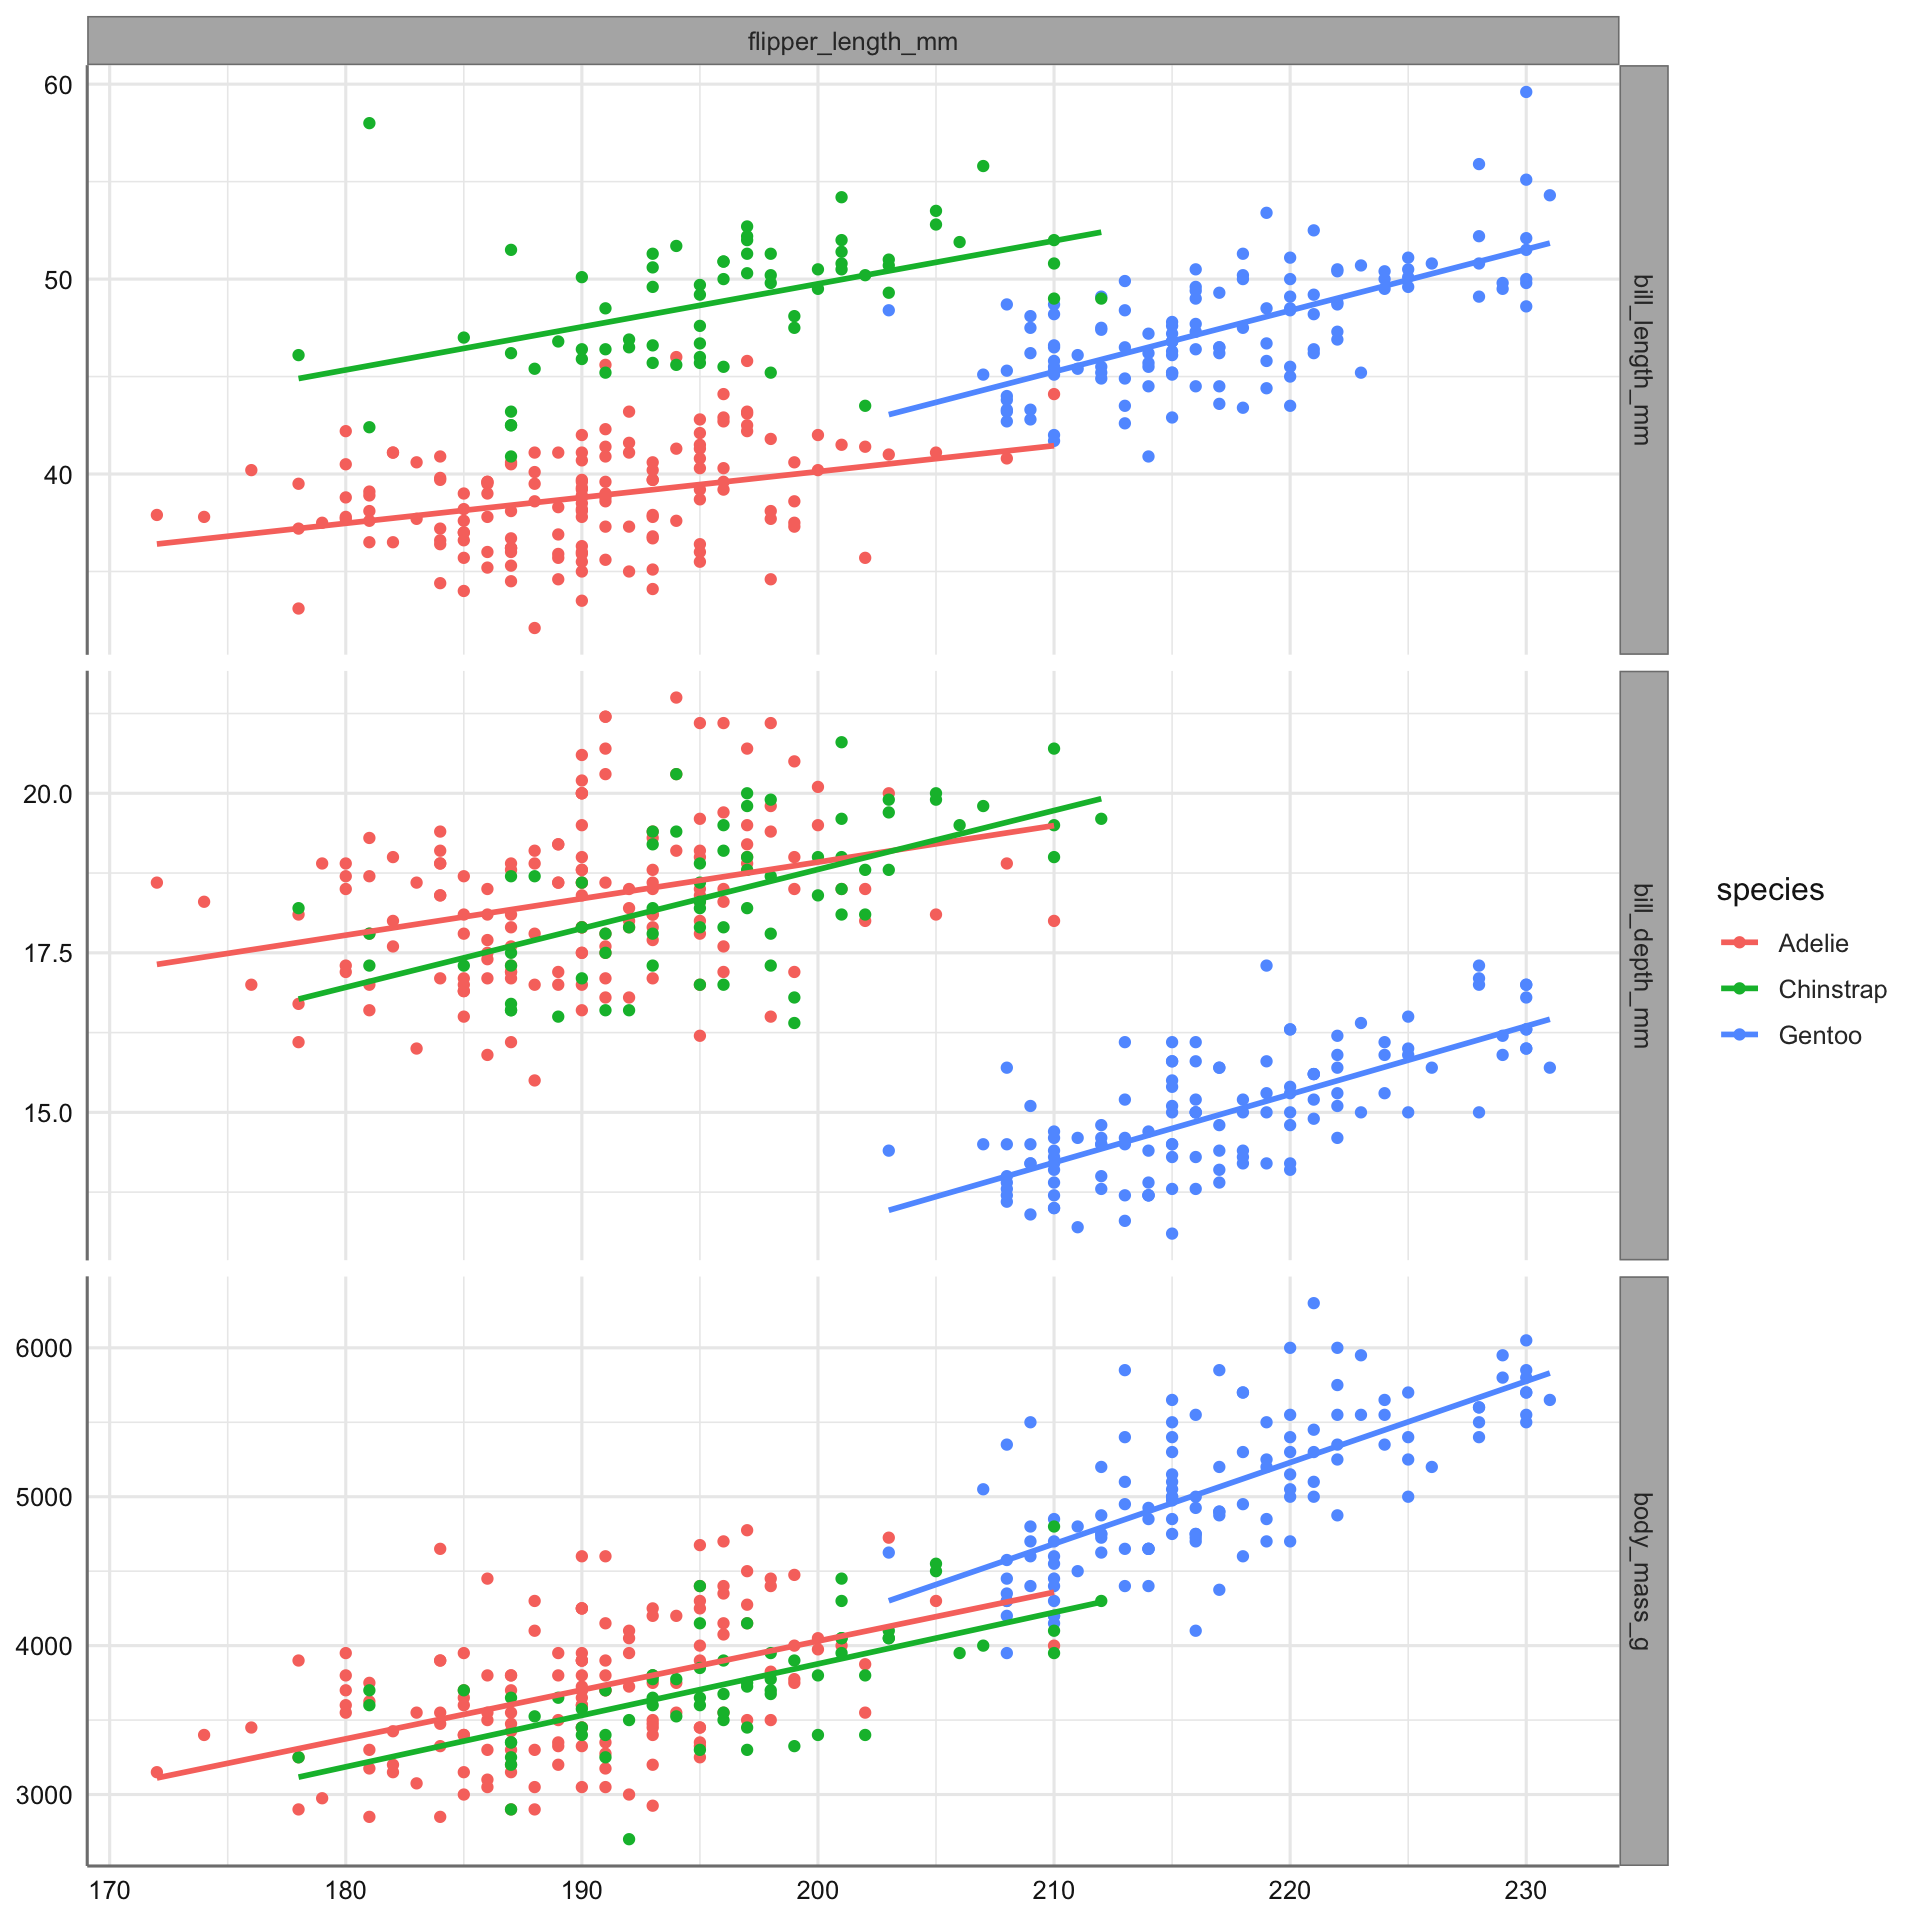 flipper_length_mm
60
50
40
bill_length_mm
20.0
17.5
15.0
bill_depth_mm
6000
5000
4000
3000
body_mass_g
170 180 190 200 210 220 230
species
Adelie
Chinstrap
Gentoo